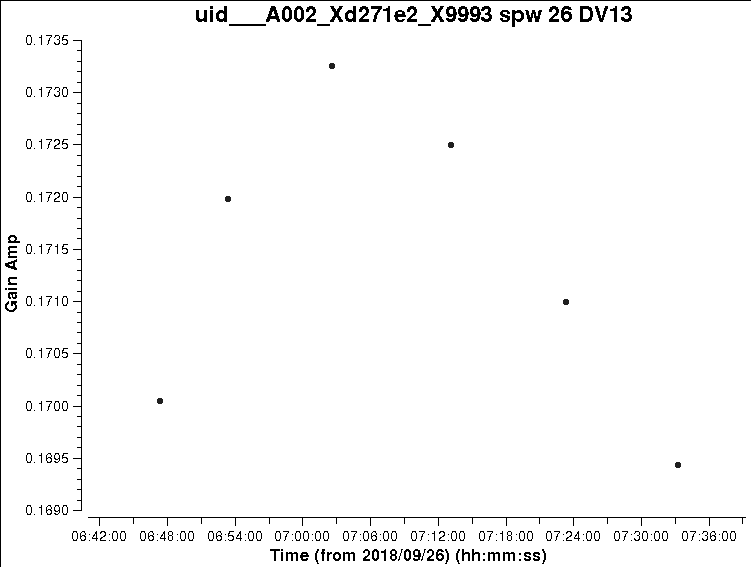 uid___A002_Xd271e2_X9993 spw 26 DV13
0.1735
0.1730
0.1725
0.1720
0.1715
0.1710
0.1705
0.1700
0.1695
0.1690
Gain Amp
06:42:00 06:48:00 06:54:00 07:00:00 07:06:00 07:12:00 07:18:00 07:24:00 07:30:00 07:36:00
Time (from 2018/09/26) (hh:mm:ss)